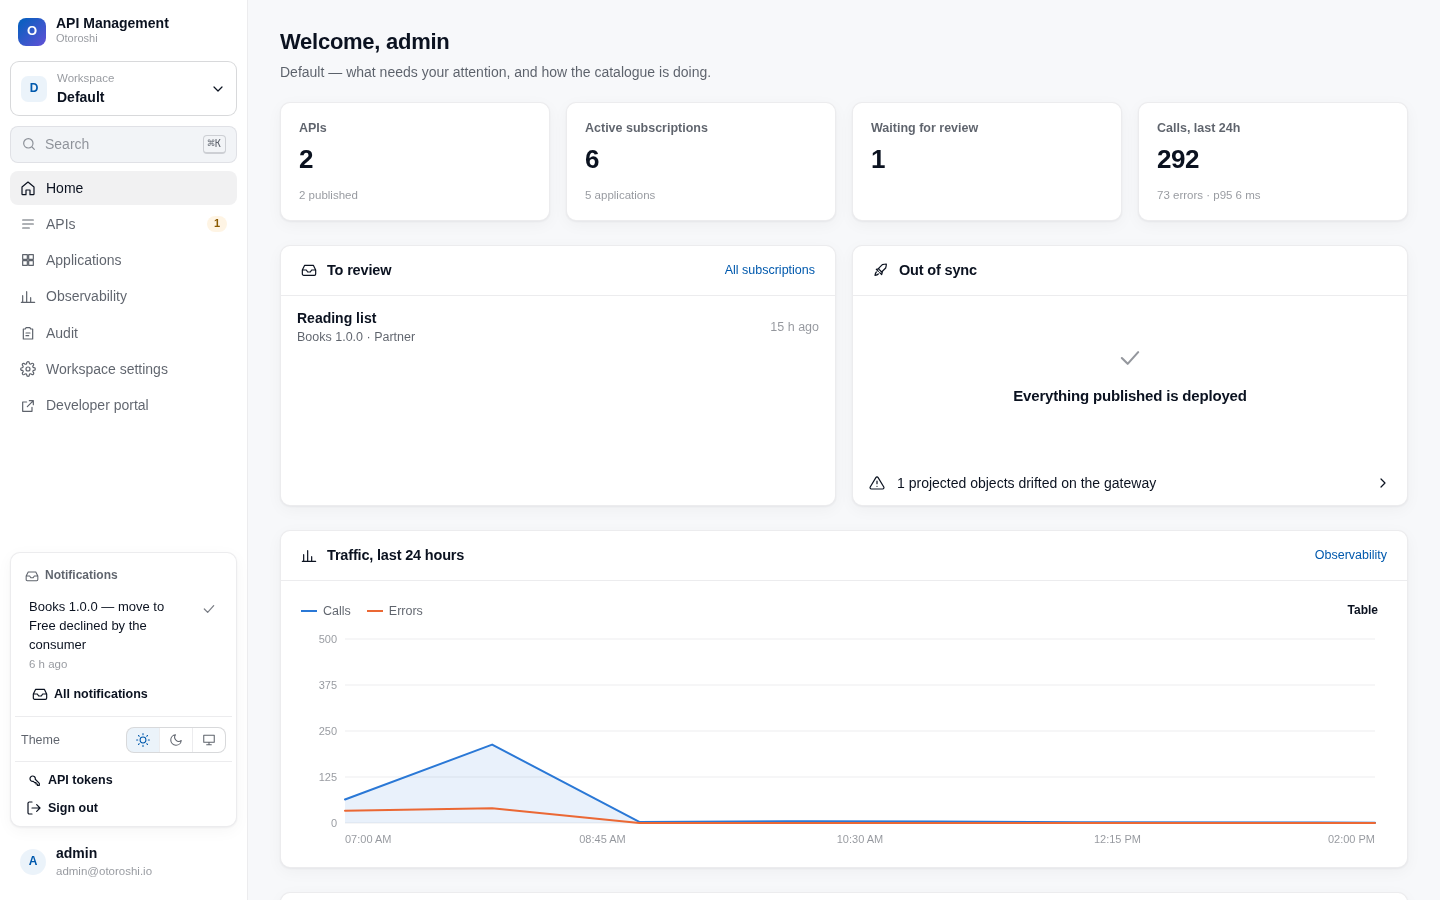 O
API Management
Otoroshi
D
Workspace
Default
Search
⌘K
Home
APIs
1
Applications
Observability
Audit
Workspace settings
Developer portal
Notifications
Books 1.0.0 — move to
Free declined by the
consumer
6 h ago
All notifications
Theme
API tokens
Sign out
A
admin
admin@otoroshi.io
Welcome, admin
Default — what needs your attention, and how the catalogue is doing.
APIs
2
2 published
Active subscriptions
6
5 applications
Waiting for review
1
Calls, last 24h
292
73 errors · p95 6 ms
To review
All subscriptions
Reading list
Books 1.0.0 · Partner
15 h ago
Out of sync
Everything published is deployed
1 projected objects drifted on the gateway
Traffic, last 24 hours
Observability
Calls
Errors
Table
500
375
250
125
0
07:00 AM
08:45 AM
10:30 AM
12:15 PM
02:00 PM